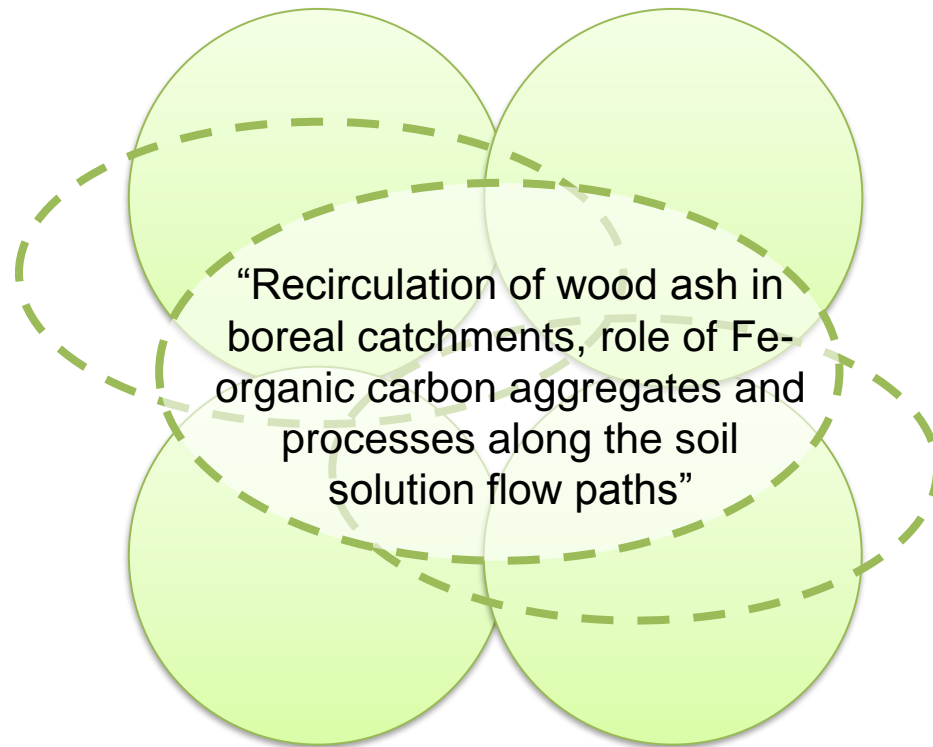 “Recirculation of wood ash in
boreal catchments, role of Fe-
organic carbon aggregates and
processes along the soil
solution flow paths”